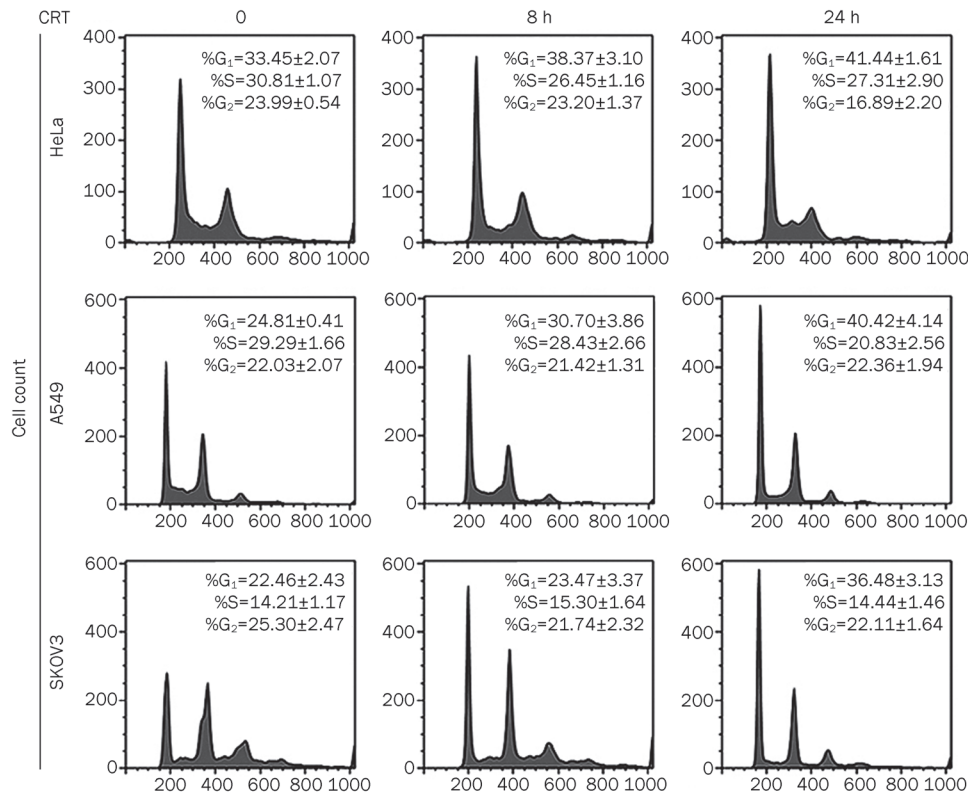 CRT 0 8 h 24 h
Cell count
HeLa
400
300
200
100
0
200 400 600 800 1000
%G₁=33.45±2.07
%S=30.81±1.07
%G₂=23.99±0.54
400
300
200
100
0
200 400 600 800 1000
%G₁=38.37±3.10
%S=26.45±1.16
%G₂=23.20±1.37
400
300
200
100
0
200 400 600 800 1000
%G₁=41.44±1.61
%S=27.31±2.90
%G₂=16.89±2.20
A549
600
400
200
0
200 400 600 800 1000
%G₁=24.81±0.41
%S=29.29±1.66
%G₂=22.03±2.07
600
400
200
0
200 400 600 800 1000
%G₁=30.70±3.86
%S=28.43±2.66
%G₂=21.42±1.31
600
400
200
0
200 400 600 800 1000
%G₁=40.42±4.14
%S=20.83±2.56
%G₂=22.36±1.94
SKOV3
600
400
200
0
200 400 600 800 1000
%G₁=22.46±2.43
%S=14.21±1.17
%G₂=25.30±2.47
600
400
200
0
200 400 600 800 1000
%G₁=23.47±3.37
%S=15.30±1.64
%G₂=21.74±2.32
600
400
200
0
200 400 600 800 1000
%G₁=36.48±3.13
%S=14.44±1.46
%G₂=22.11±1.64